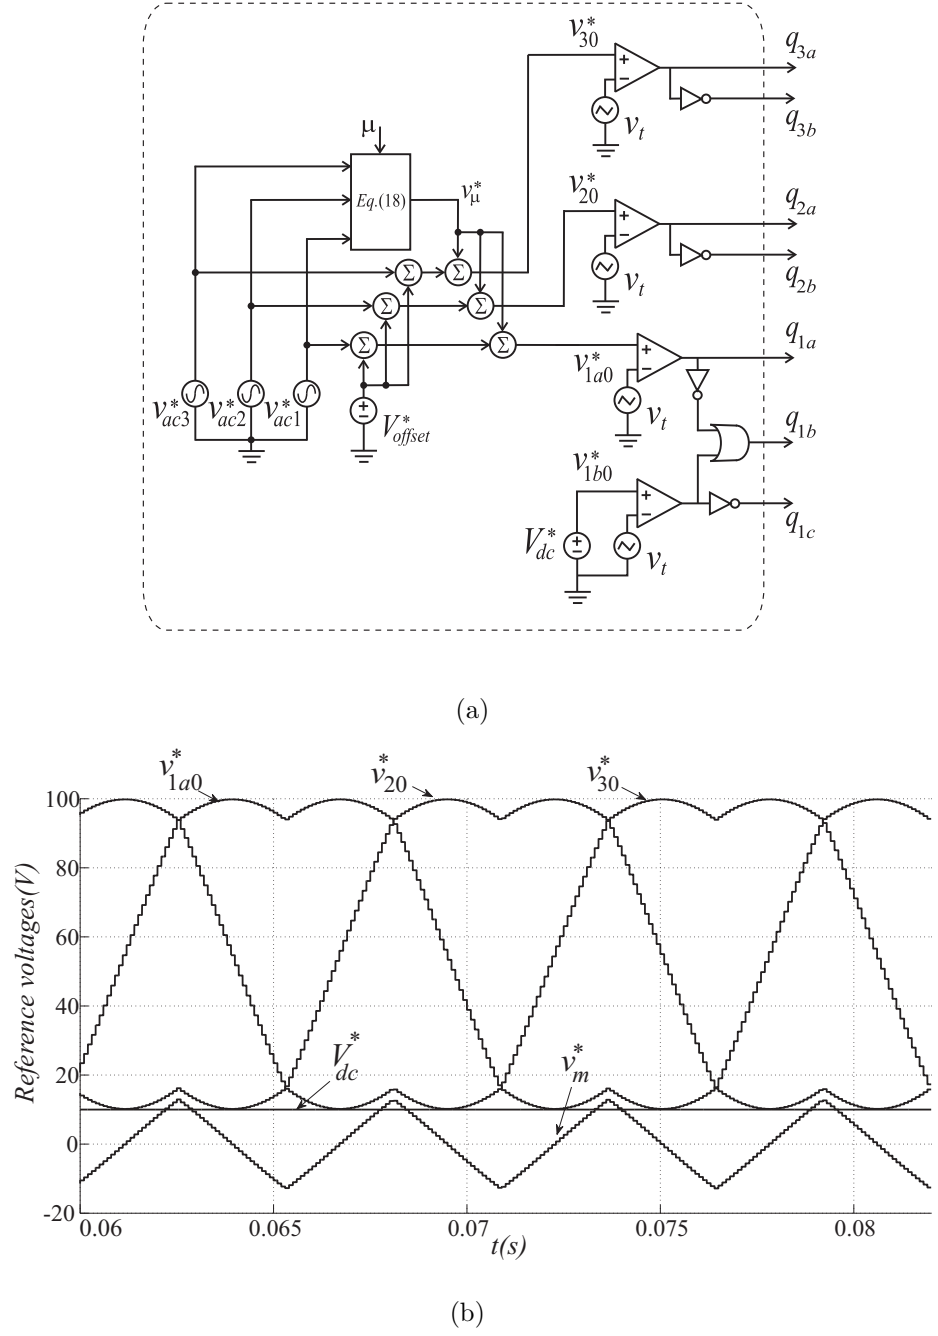 v*30
q3a
q3b
μ
vt
Eq.(18)
v*μ
v*20
q2a
q2b
vt
Σ Σ
Σ Σ
Σ Σ
q1a
v*1a0
v*ac3 v*ac2 v*ac1
V*offset
vt
q1b
v*1b0
V*dc
vt
q1c
(a)
v*1a0 v*20 v*30
100
80
60
40
20
0
-20
Reference voltages(V)
V*dc
v*m
0.06 0.065 0.07 0.075 0.08
t(s)
(b)